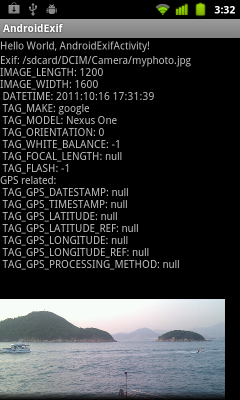 3:32
AndroidExif
Hello World, AndroidExifActivity!
Exif: /sdcard/DCIM/Camera/myphoto.jpg
IMAGE_LENGTH: 1200
IMAGE_WIDTH: 1600
DATETIME: 2011:10:16 17:31:39
TAG_MAKE: google
TAG_MODEL: Nexus One
TAG_ORIENTATION: 0
TAG_WHITE_BALANCE: -1
TAG_FOCAL_LENGTH: null
TAG_FLASH: -1
GPS related:
TAG_GPS_DATESTAMP: null
TAG_GPS_TIMESTAMP: null
TAG_GPS_LATITUDE: null
TAG_GPS_LATITUDE_REF: null
TAG_GPS_LONGITUDE: null
TAG_GPS_LONGITUDE_REF: null
TAG_GPS_PROCESSING_METHOD: null